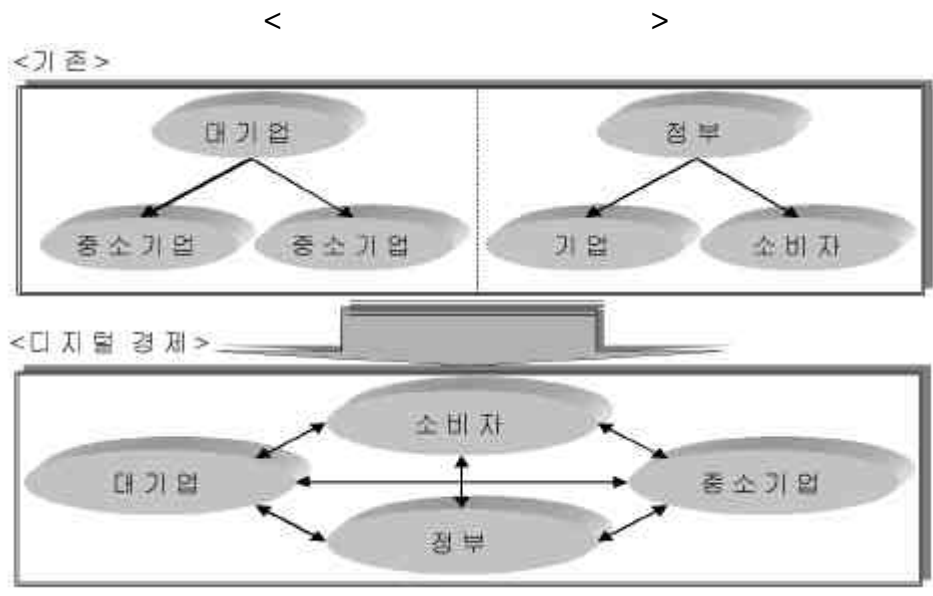 < >
<기 존>
대 기 업 정 부
중 소 기 업 중 소 기 업 기 업 소 비 자
<디 지 털 경 제>
소 비 자
대 기 업 중 소 기 업
정 부